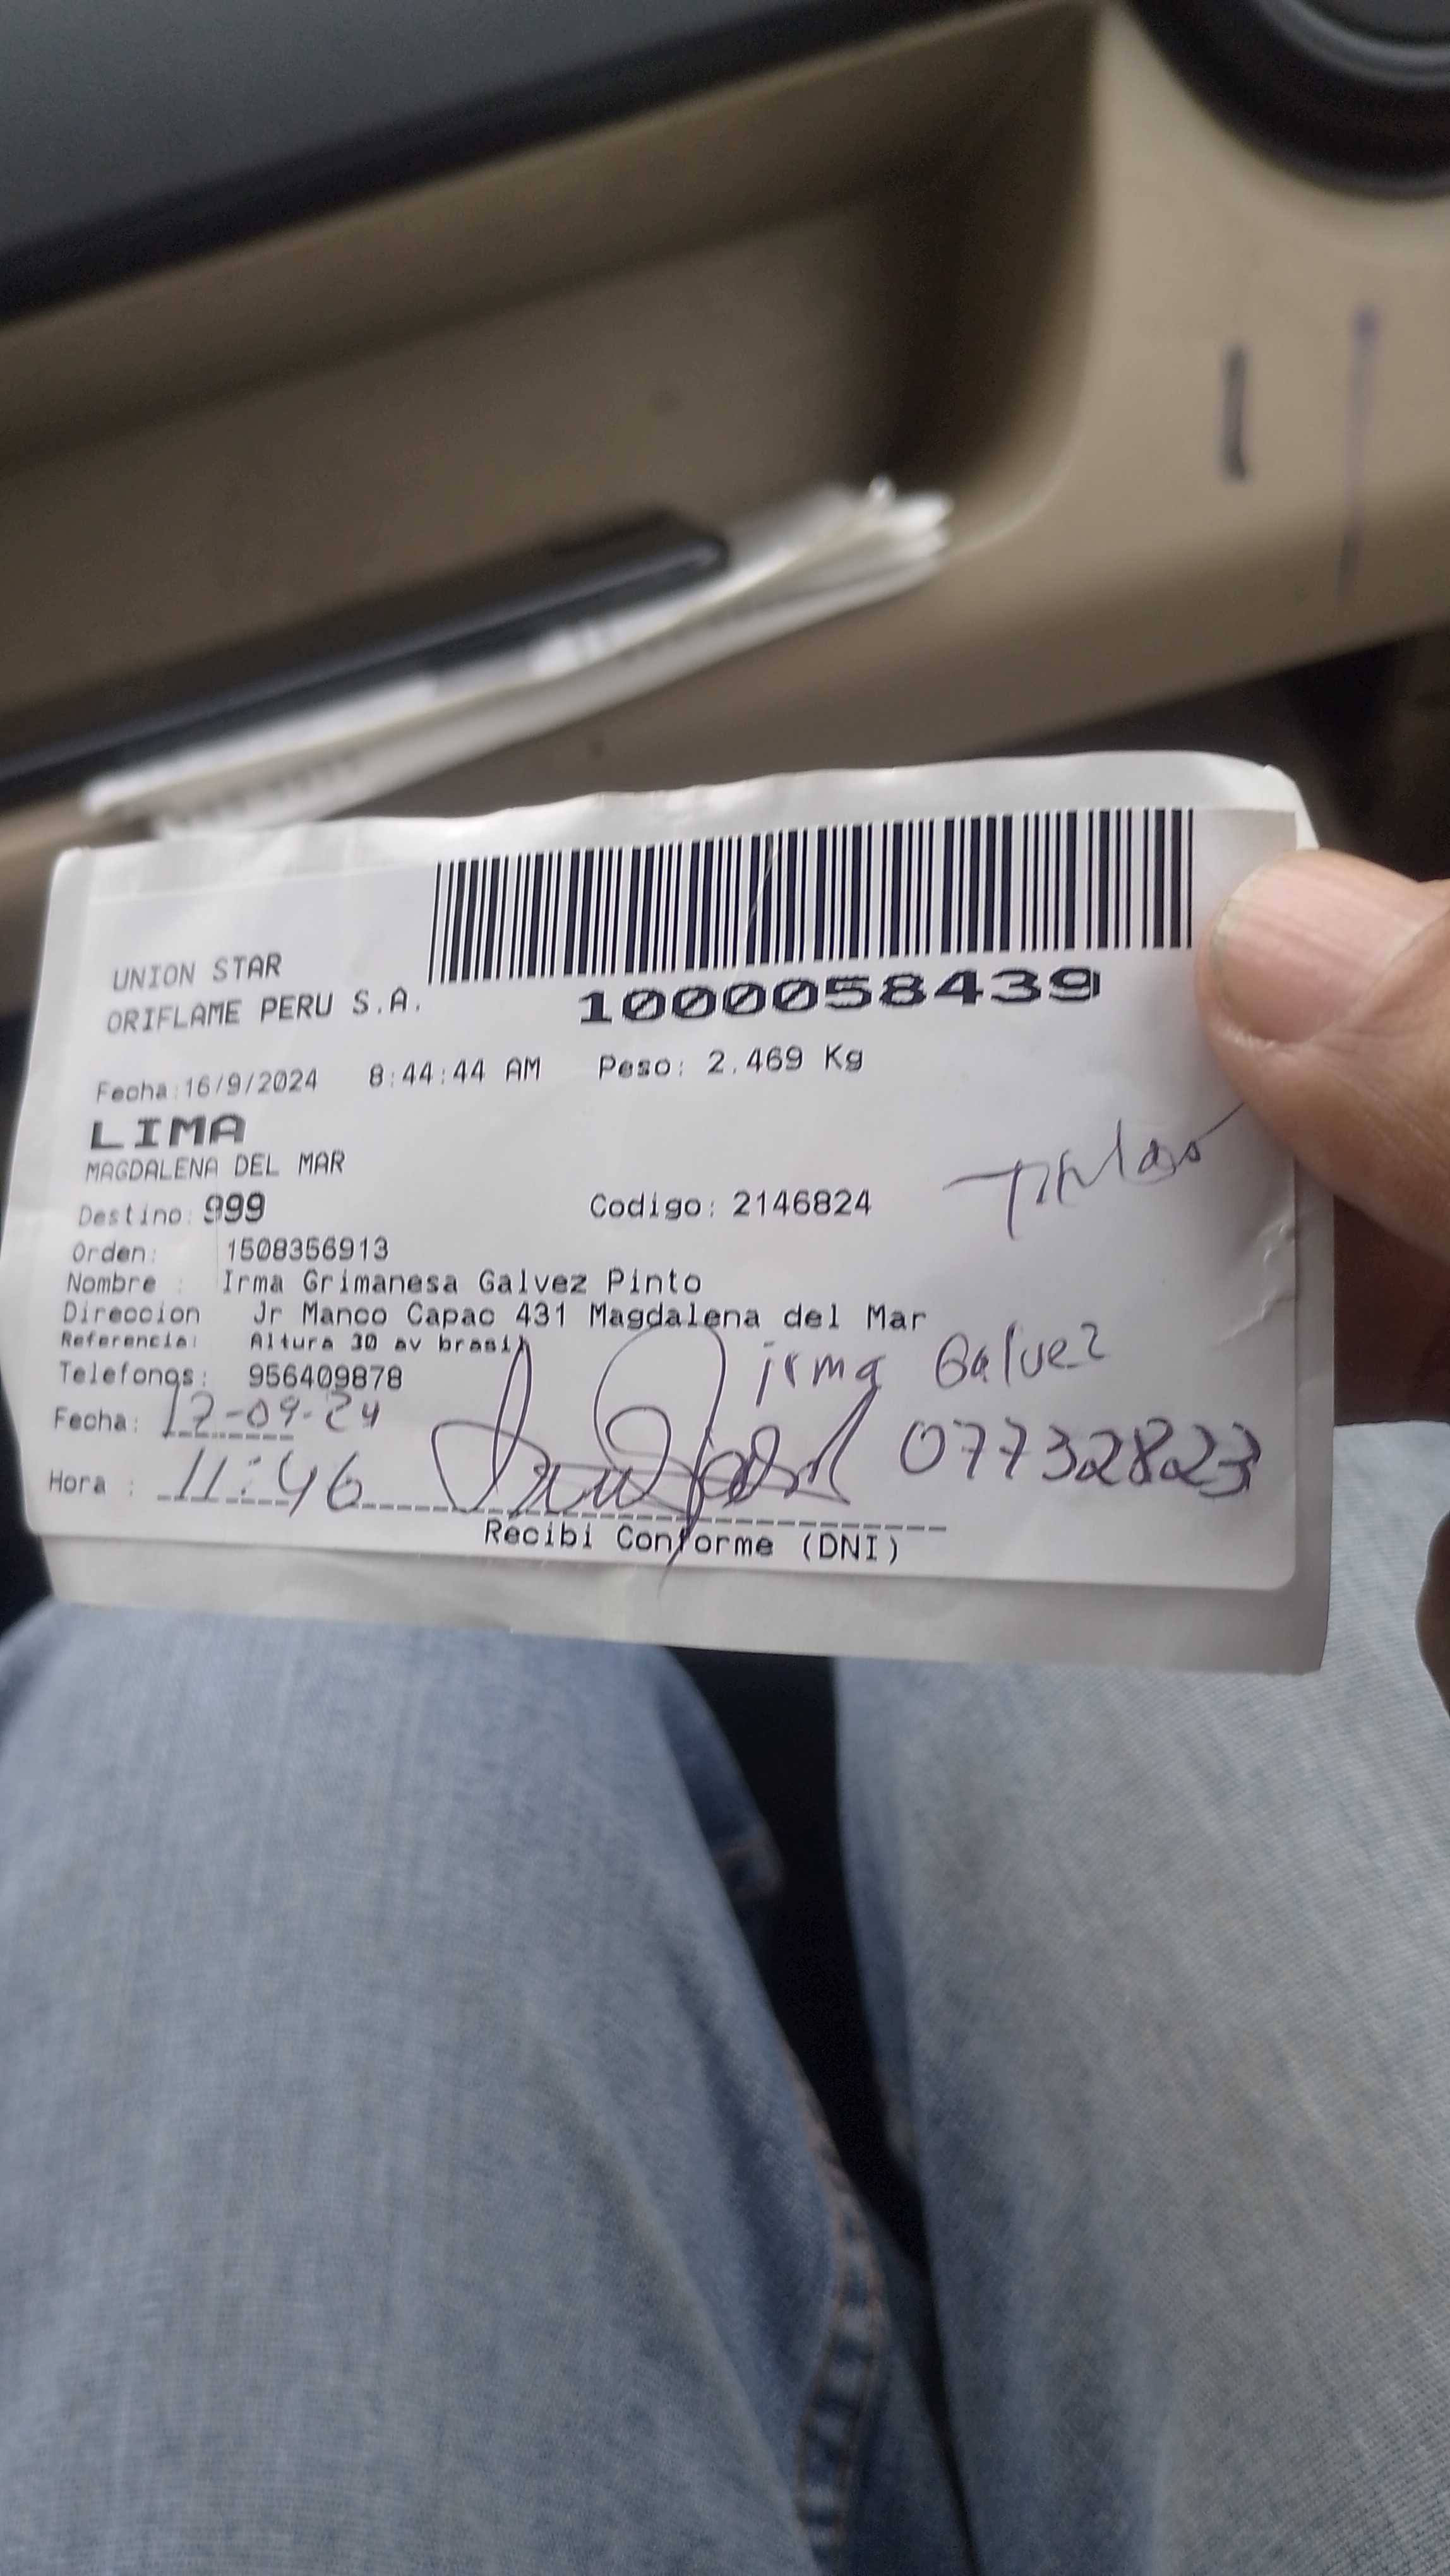 UNION STAR
ORIFLAME PERU S.A.
1000058439
Fecha:16/9/2024 8:44:44 AM Peso: 2.469 Kg
LIMA
MAGDALENA DEL MAR
Destino: 999 Codigo: 2146824
Titular
Orden: 1508356913
Nombre : Irma Grimanesa Galvez Pinto
Direccion Jr Manco Capac 431 Magdalena del Mar
Referencia: Altura 30 av brasil
Telefonos: 956409878
irma Galvez
Fecha: 17-09-24
Hora : 11:46
07732823
Recibi Conforme (DNI)